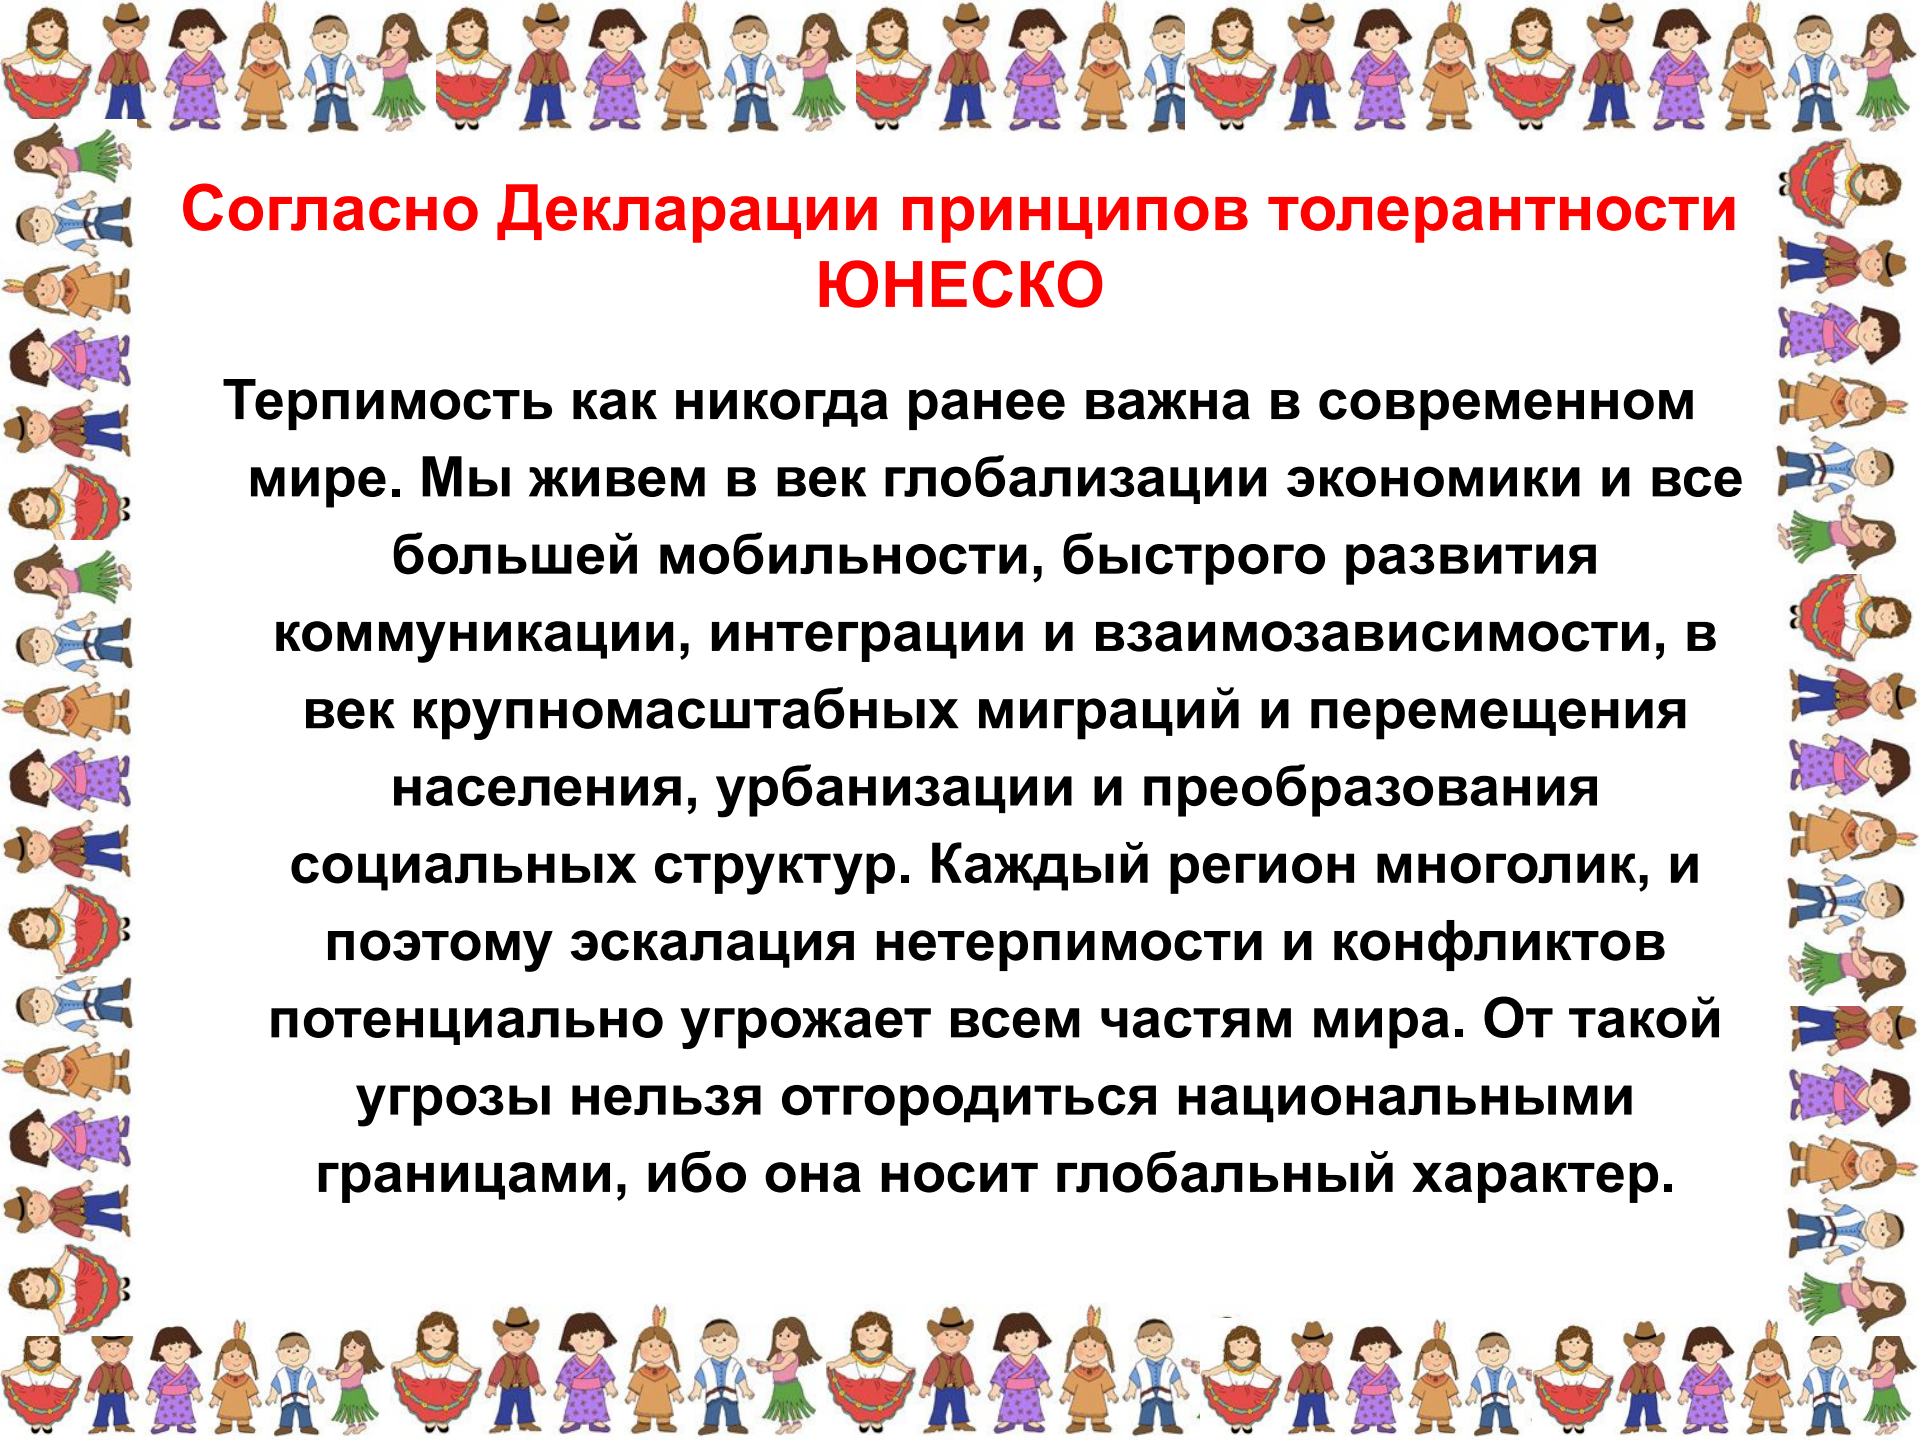 Согласно Декларации принципов толерантности
ЮНЕСКО
Терпимость как никогда ранее важна в современном
мире. Мы живем в век глобализации экономики и все
большей мобильности, быстрого развития
коммуникации, интеграции и взаимозависимости, в
век крупномасштабных миграций и перемещения
населения, урбанизации и преобразования
социальных структур. Каждый регион многолик, и
поэтому эскалация нетерпимости и конфликтов
потенциально угрожает всем частям мира. От такой
угрозы нельзя отгородиться национальными
границами, ибо она носит глобальный характер.